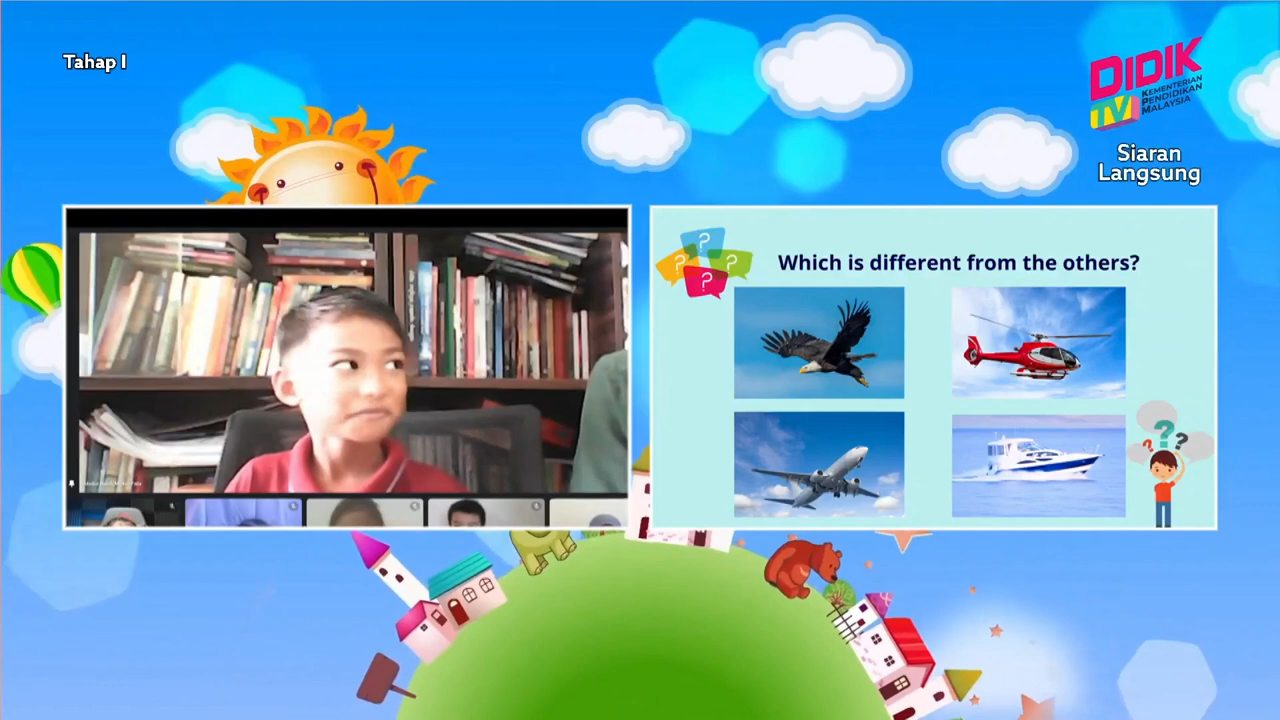 Tahap I
DIDIK
TV
KEMENTERIAN
PENDIDIKAN
MALAYSIA
Siaran
Langsung
Which is different from the others?
? ? ? ?
? ? ?